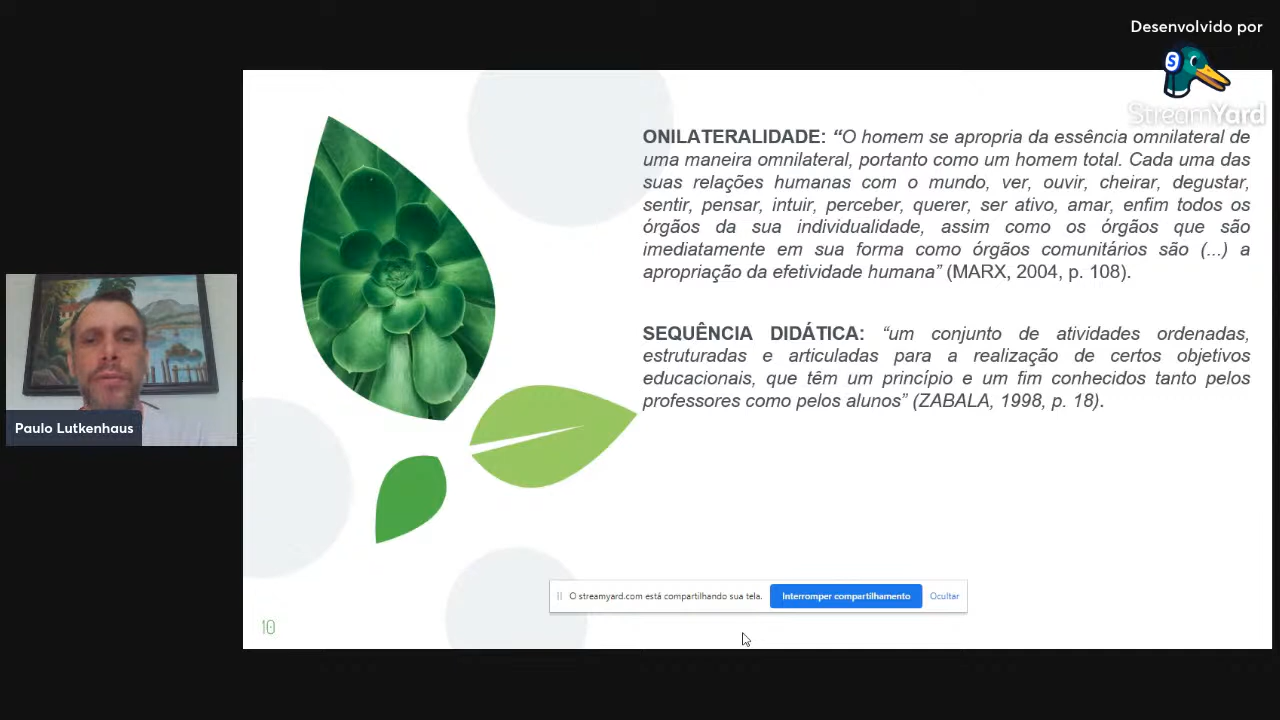 Desenvolvido por
S
StreamYard
ONILATERALIDADE: “O homem se apropria da essência omnilateral de
uma maneira omnilateral, portanto como um homem total. Cada uma das
suas relações humanas com o mundo, ver, ouvir, cheirar, degustar,
sentir, pensar, intuir, perceber, querer, ser ativo, amar, enfim todos os
órgãos da sua individualidade, assim como os órgãos que são
imediatamente em sua forma como órgãos comunitários são (...) a
apropriação da efetividade humana” (MARX, 2004, p. 108).
SEQUÊNCIA DIDÁTICA: “um conjunto de atividades ordenadas,
estruturadas e articuladas para a realização de certos objetivos
educacionais, que têm um princípio e um fim conhecidos tanto pelos
professores como pelos alunos” (ZABALA, 1998, p. 18).
Paulo Lutkenhaus
O streamyard.com está compartilhando sua tela.
Interromper compartilhamento
Ocultar
10